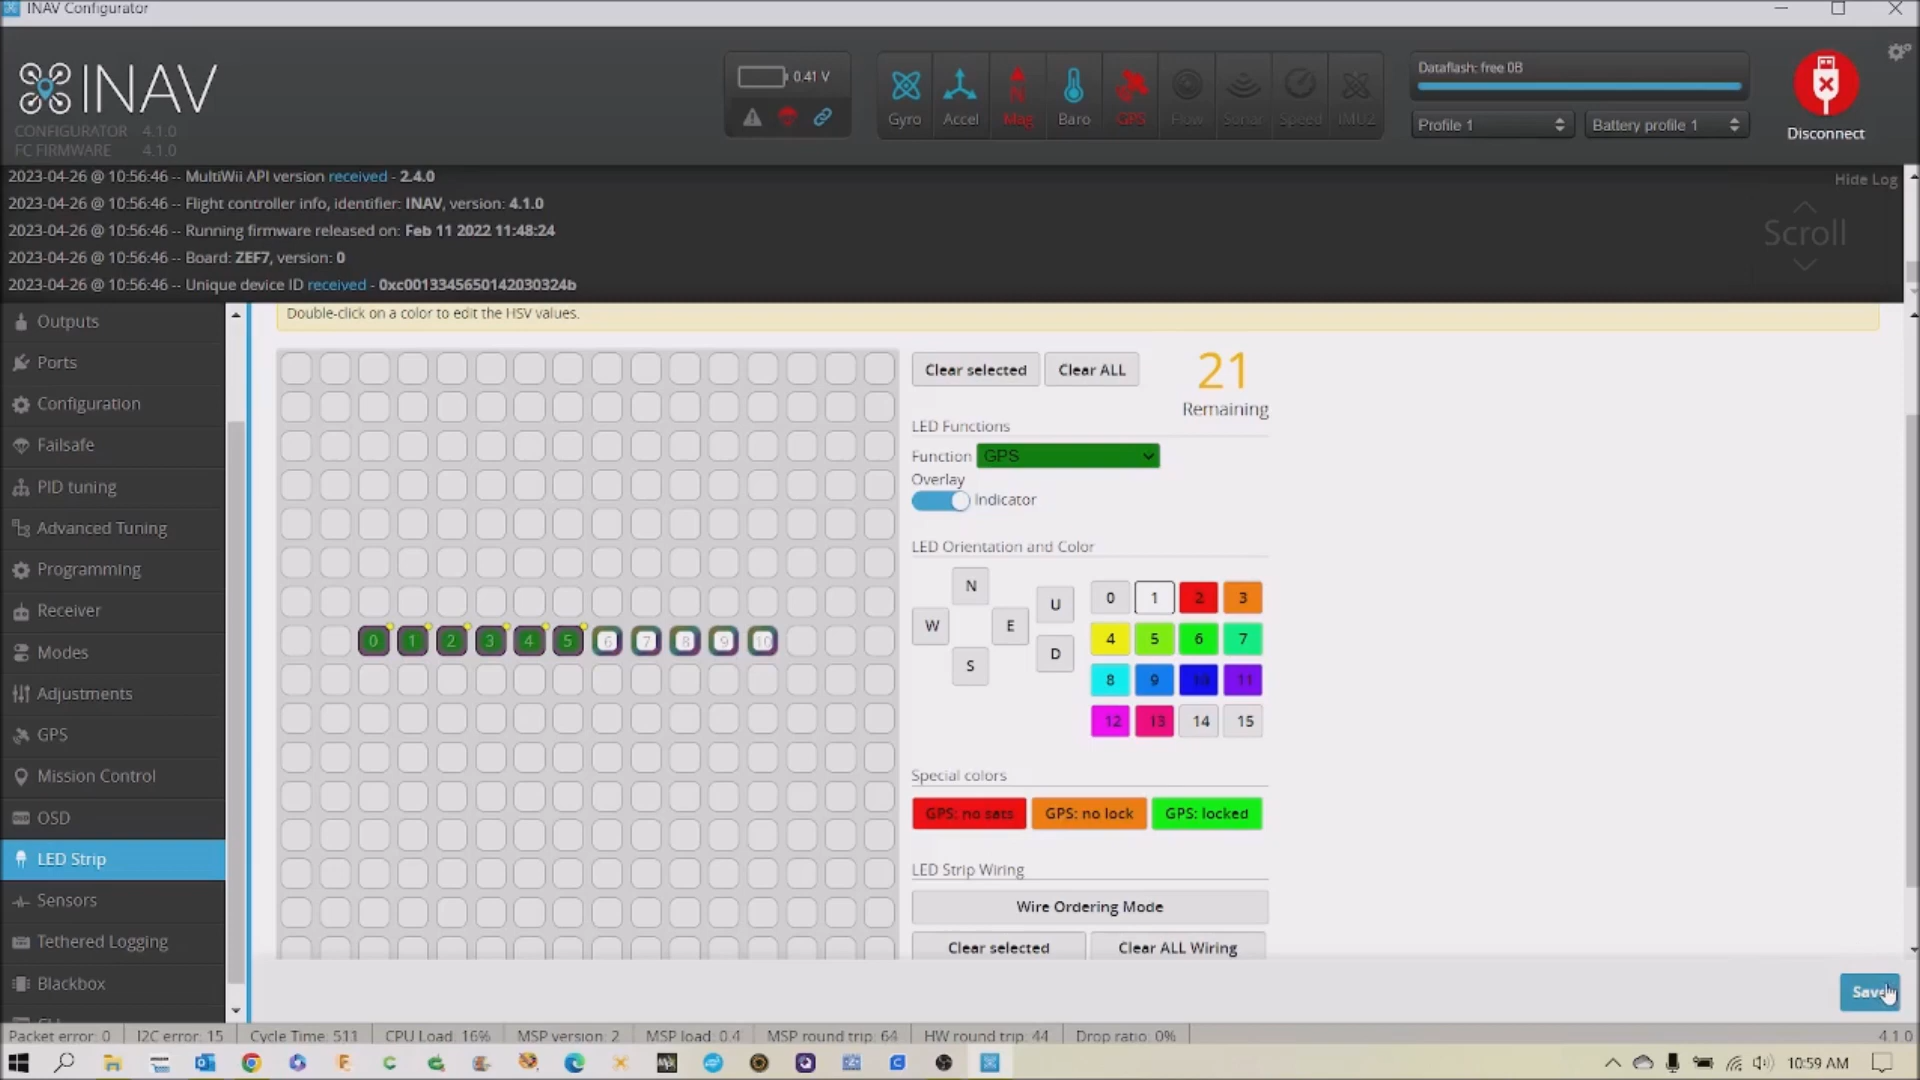 INAV Configurator
INAV
CONFIGURATOR 4.1.0
FC FIRMWARE 4.1.0
0.41 V
Gyro Accel Mag Baro GPS Flow Sonar Speed IMU2
Dataflash: free 0B
Profile 1 Battery profile 1
Disconnect
2023-04-26 @ 10:56:46 -- MultiWii API version received - 2.4.0
2023-04-26 @ 10:56:46 -- Flight controller info, identifier: INAV, version: 4.1.0
2023-04-26 @ 10:56:46 -- Running firmware released on: Feb 11 2022 11:48:24
2023-04-26 @ 10:56:46 -- Board: ZEF7, version: 0
2023-04-26 @ 10:56:46 -- Unique device ID received - 0xc0013345650142030324b
Hide Log
Scroll
Outputs
Ports
Configuration
Failsafe
PID tuning
Advanced Tuning
Programming
Receiver
Modes
Adjustments
GPS
Mission Control
OSD
LED Strip
Sensors
Tethered Logging
Blackbox
Double-click on a color to edit the HSV values.
0 1 2 3 4 5 6 7 8 9 10
Clear selected Clear ALL
21
Remaining
LED Functions
Function GPS
Overlay
Indicator
LED Orientation and Color
N
W E
S
U
D
0 1 2 3
4 5 6 7
8 9 10 11
12 13 14 15
Special colors
GPS: no sats GPS: no lock GPS: locked
LED Strip Wiring
Wire Ordering Mode
Clear selected Clear ALL Wiring
Save
Packet error: 0 I2C error: 15 Cycle Time: 511 CPU Load: 16% MSP version: 2 MSP load: 0.4 MSP round trip: 64 HW round trip: 44 Drop ratio: 0% 4.1.0
10:59 AM